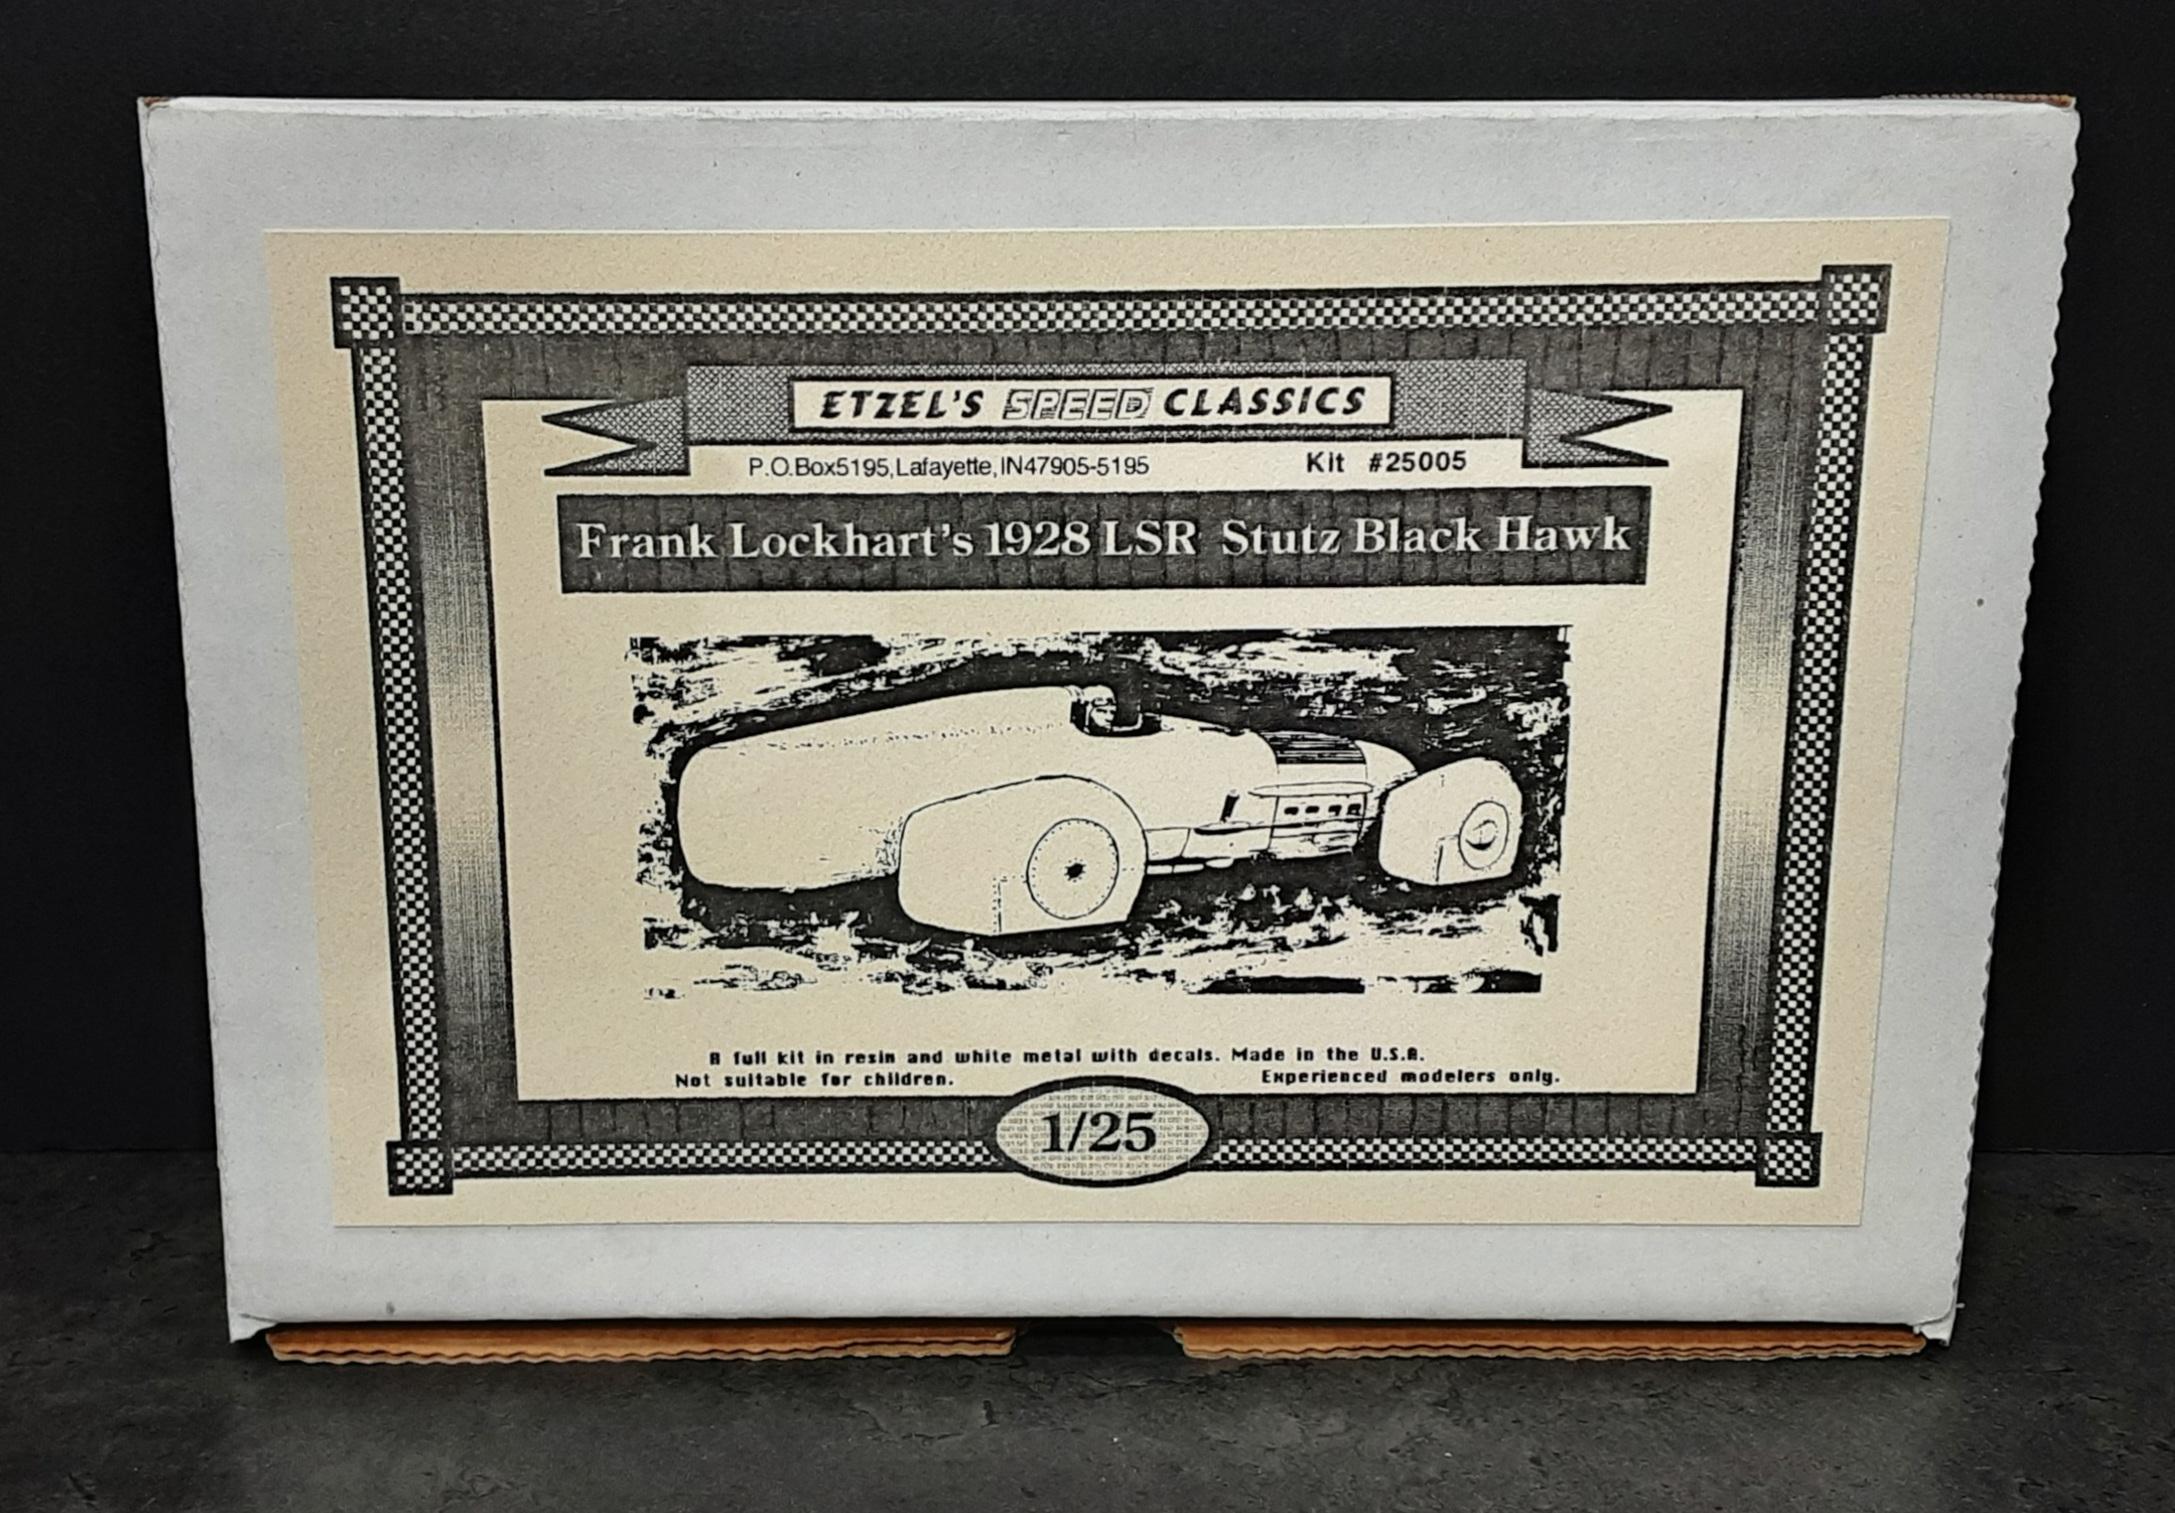 ETZEL'S SPEED CLASSICS
P.O.Box5195,Lafayette,IN47905-5195 Kit #25005
Frank Lockhart's 1928 LSR Stutz Black Hawk
A full kit in resin and white metal with decals. Made in the U.S.A.
Not suitable for children. Experienced modelers only.
1/25